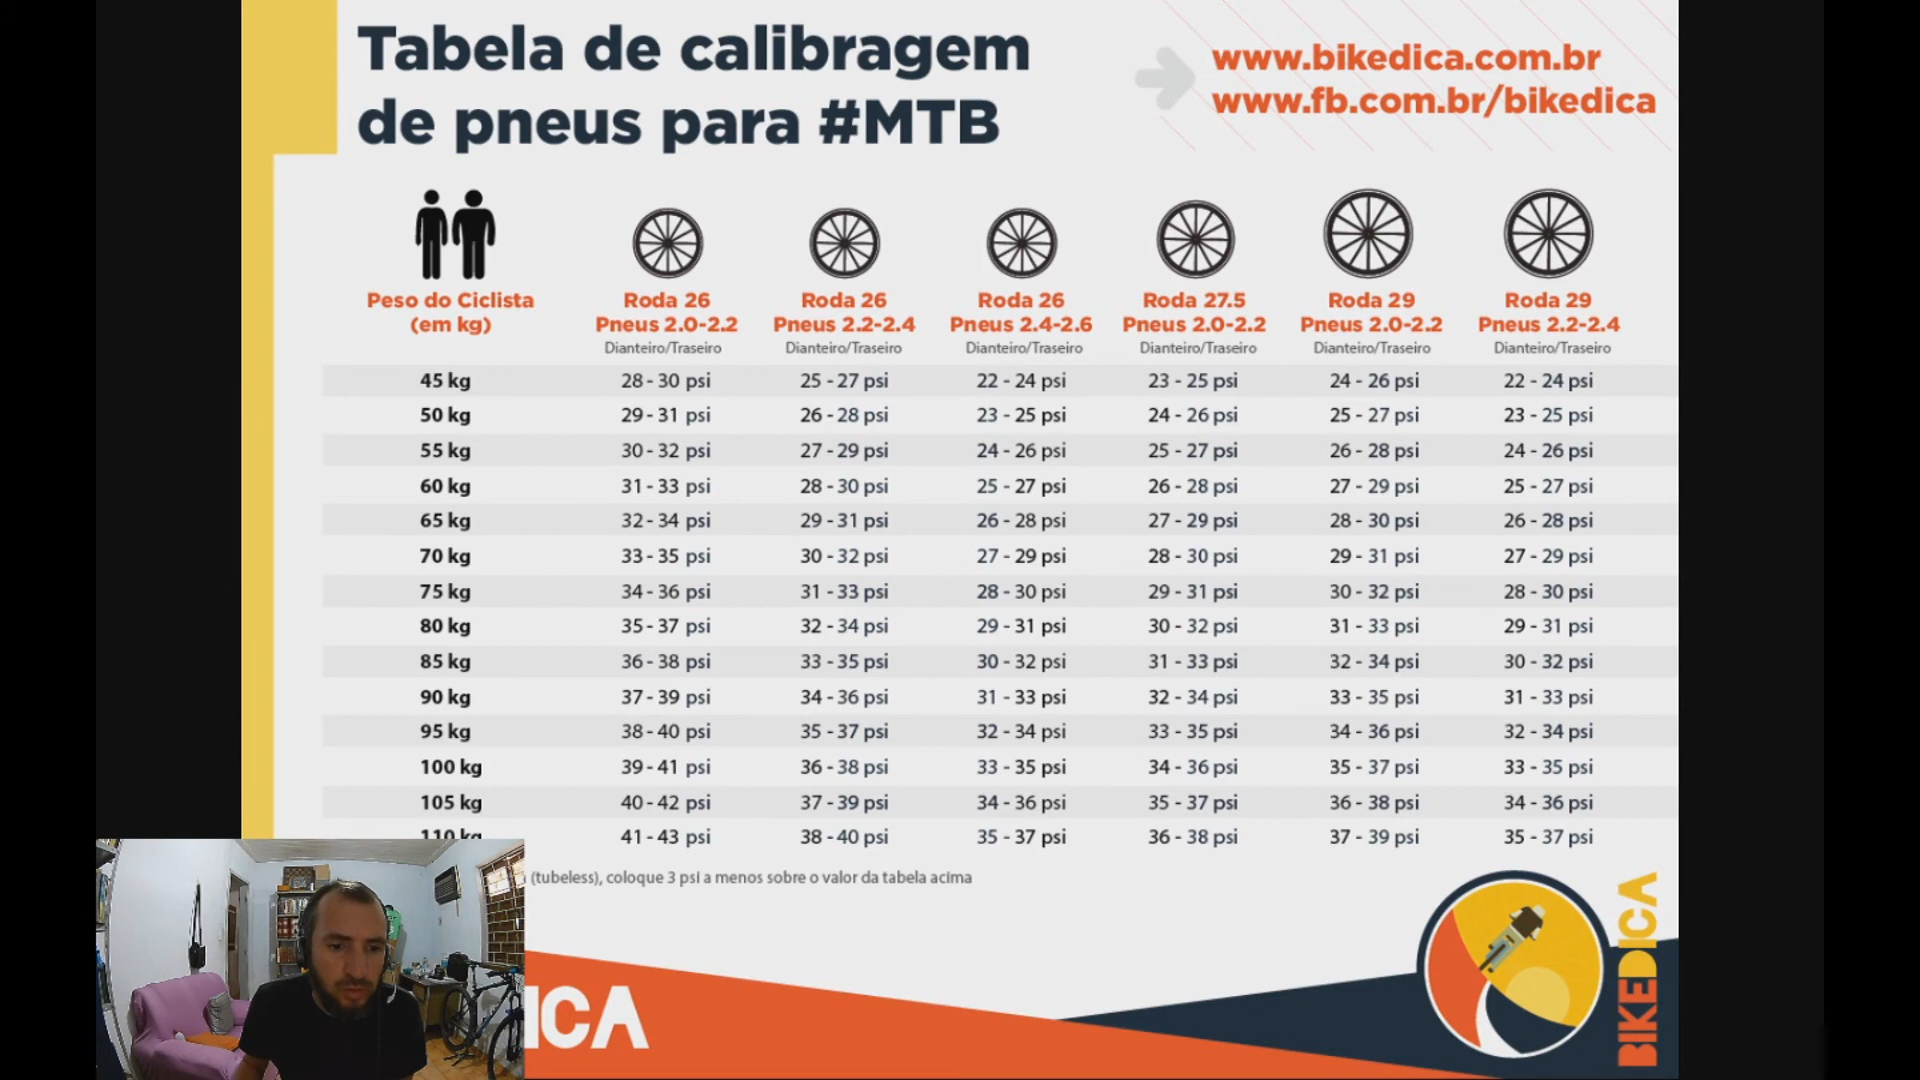 Tabela de calibragem
de pneus para #MTB
www.bikedica.com.br
www.fb.com.br/bikedica
Peso do Ciclista
(em kg)
Roda 26
Pneus 2.0-2.2
Dianteiro/Traseiro
Roda 26
Pneus 2.2-2.4
Dianteiro/Traseiro
Roda 26
Pneus 2.4-2.6
Dianteiro/Traseiro
Roda 27.5
Pneus 2.0-2.2
Dianteiro/Traseiro
Roda 29
Pneus 2.0-2.2
Dianteiro/Traseiro
Roda 29
Pneus 2.2-2.4
Dianteiro/Traseiro
45 kg 28 - 30 psi 25 - 27 psi 22 - 24 psi 23 - 25 psi 24 - 26 psi 22 - 24 psi
50 kg 29 - 31 psi 26 - 28 psi 23 - 25 psi 24 - 26 psi 25 - 27 psi 23 - 25 psi
55 kg 30 - 32 psi 27 - 29 psi 24 - 26 psi 25 - 27 psi 26 - 28 psi 24 - 26 psi
60 kg 31 - 33 psi 28 - 30 psi 25 - 27 psi 26 - 28 psi 27 - 29 psi 25 - 27 psi
65 kg 32 - 34 psi 29 - 31 psi 26 - 28 psi 27 - 29 psi 28 - 30 psi 26 - 28 psi
70 kg 33 - 35 psi 30 - 32 psi 27 - 29 psi 28 - 30 psi 29 - 31 psi 27 - 29 psi
75 kg 34 - 36 psi 31 - 33 psi 28 - 30 psi 29 - 31 psi 30 - 32 psi 28 - 30 psi
80 kg 35 - 37 psi 32 - 34 psi 29 - 31 psi 30 - 32 psi 31 - 33 psi 29 - 31 psi
85 kg 36 - 38 psi 33 - 35 psi 30 - 32 psi 31 - 33 psi 32 - 34 psi 30 - 32 psi
90 kg 37 - 39 psi 34 - 36 psi 31 - 33 psi 32 - 34 psi 33 - 35 psi 31 - 33 psi
95 kg 38 - 40 psi 35 - 37 psi 32 - 34 psi 33 - 35 psi 34 - 36 psi 32 - 34 psi
100 kg 39 - 41 psi 36 - 38 psi 33 - 35 psi 34 - 36 psi 35 - 37 psi 33 - 35 psi
105 kg 40 - 42 psi 37 - 39 psi 34 - 36 psi 35 - 37 psi 36 - 38 psi 34 - 36 psi
110 kg 41 - 43 psi 38 - 40 psi 35 - 37 psi 36 - 38 psi 37 - 39 psi 35 - 37 psi
(tubeless), coloque 3 psi a menos sobre o valor da tabela acima
ICA
BIKEDICA